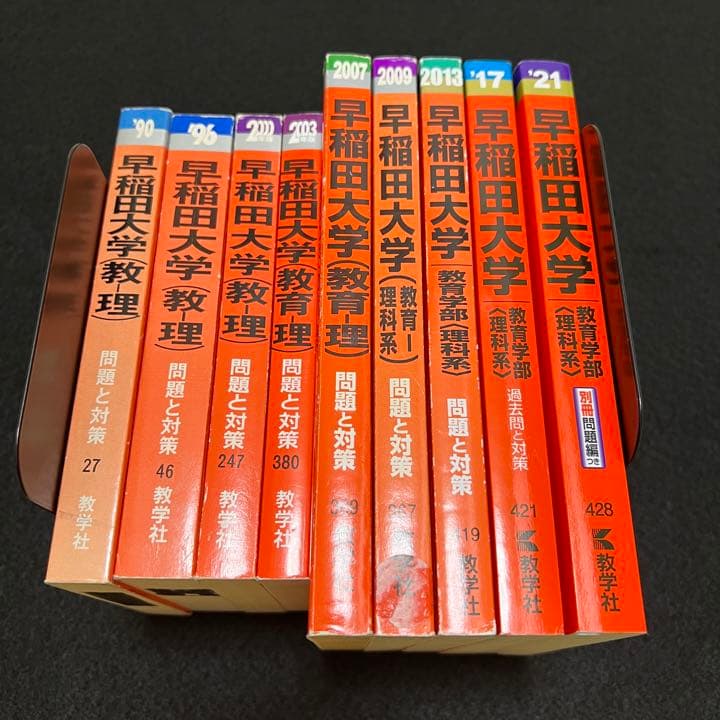 '90
早稲田大学(教-理)
問題と対策
27
教学社
'96
早稲田大学(教-理)
問題と対策
46
教学社
2000
年版
早稲田大学(教-理)
問題と対策
247
教学社
2003
年版
早稲田大学(教育-理)
問題と対策
380
教学社
2007
早稲田大学(教育-理)
問題と対策
2009
早稲田大学(教育-理科系)
問題と対策
2013
早稲田大学
教育学部〈理科系〉
問題と対策
419
教学社
'17
早稲田大学
教育学部
〈理科系〉
過去問と対策
421
教学社
'21
早稲田大学
教育学部
〈理科系〉
別冊問題編つき
428
教学社